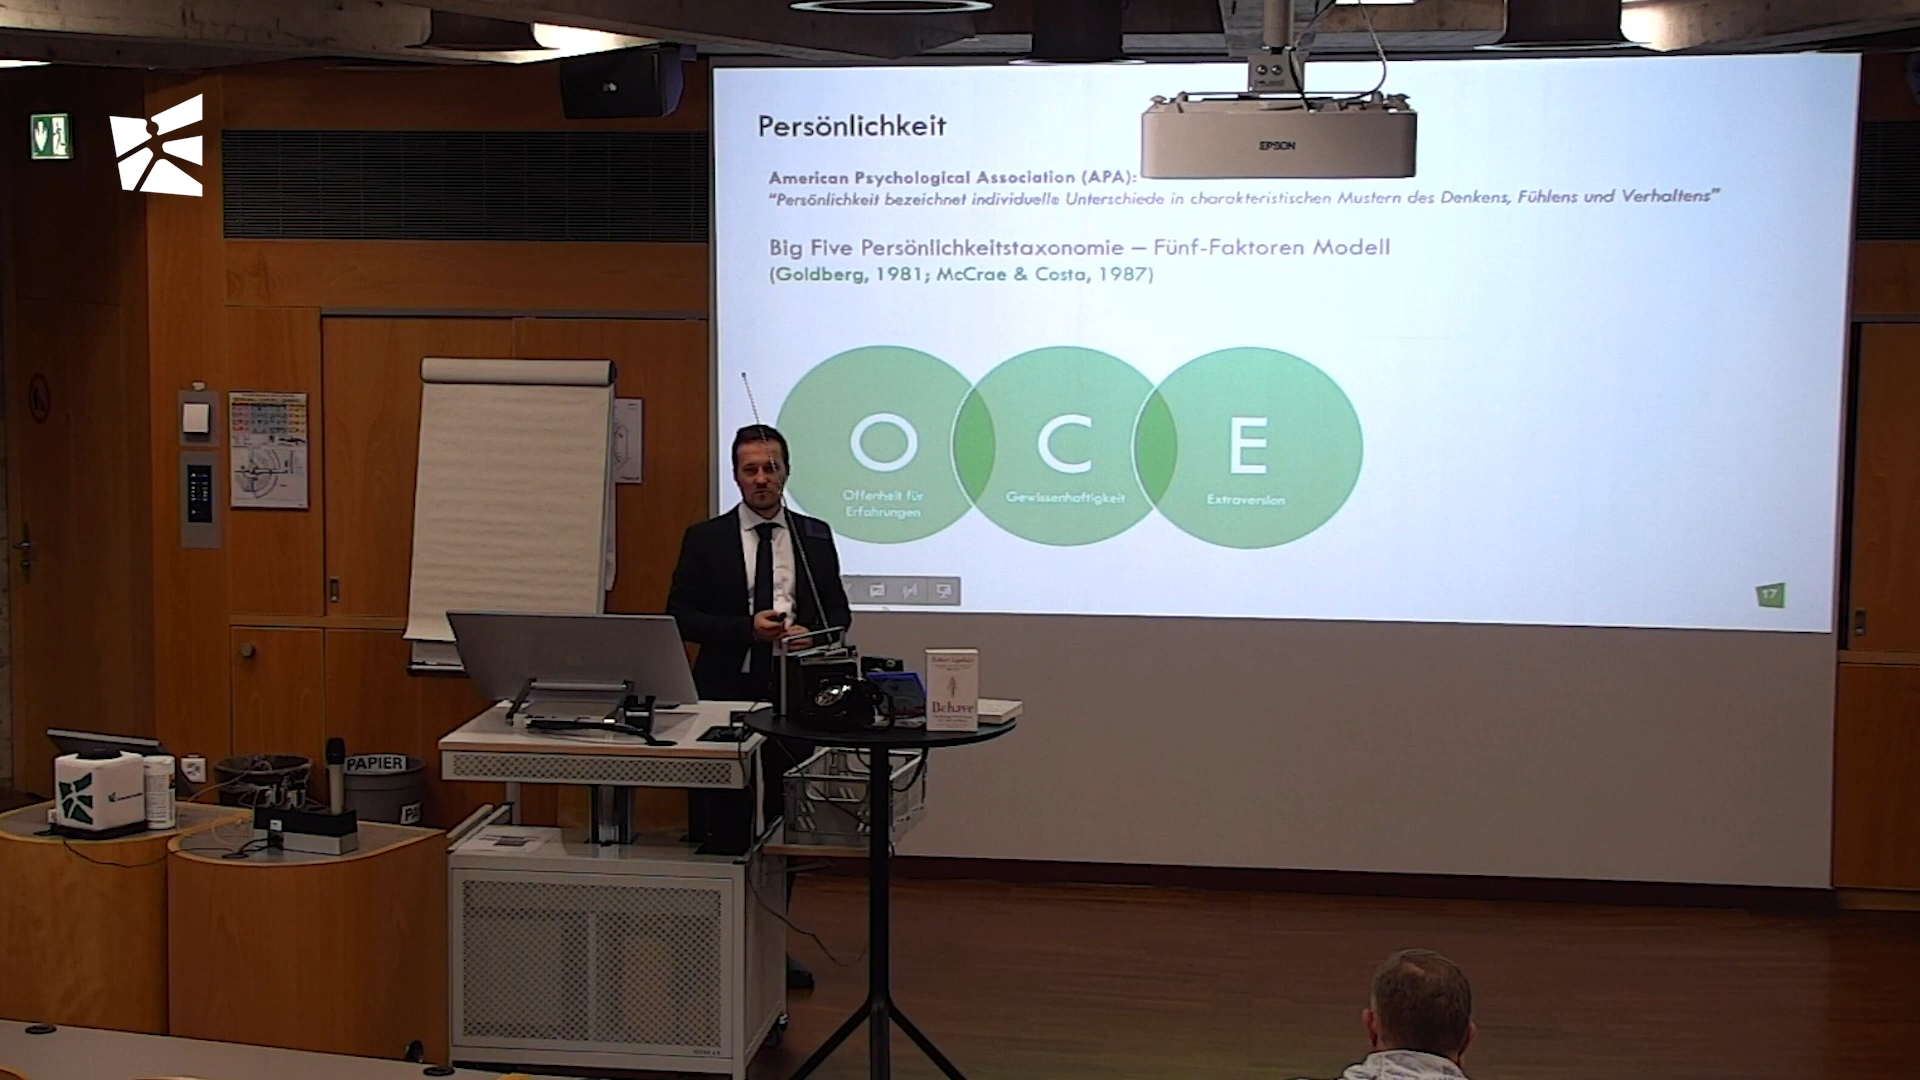 Persönlichkeit
EPSON
American Psychological Association (APA):
"Persönlichkeit bezeichnet individuelle Unterschiede in charakteristischen Mustern des Denkens, Fühlens und Verhaltens"
Big Five Persönlichkeitstaxonomie – Fünf-Faktoren Modell
(Goldberg, 1981; McCrae & Costa, 1987)
O
C
E
Offenheit für
Erfahrungen
Gewissenhaftigkeit
Extraversion
17
Behave
PAPIER
PA